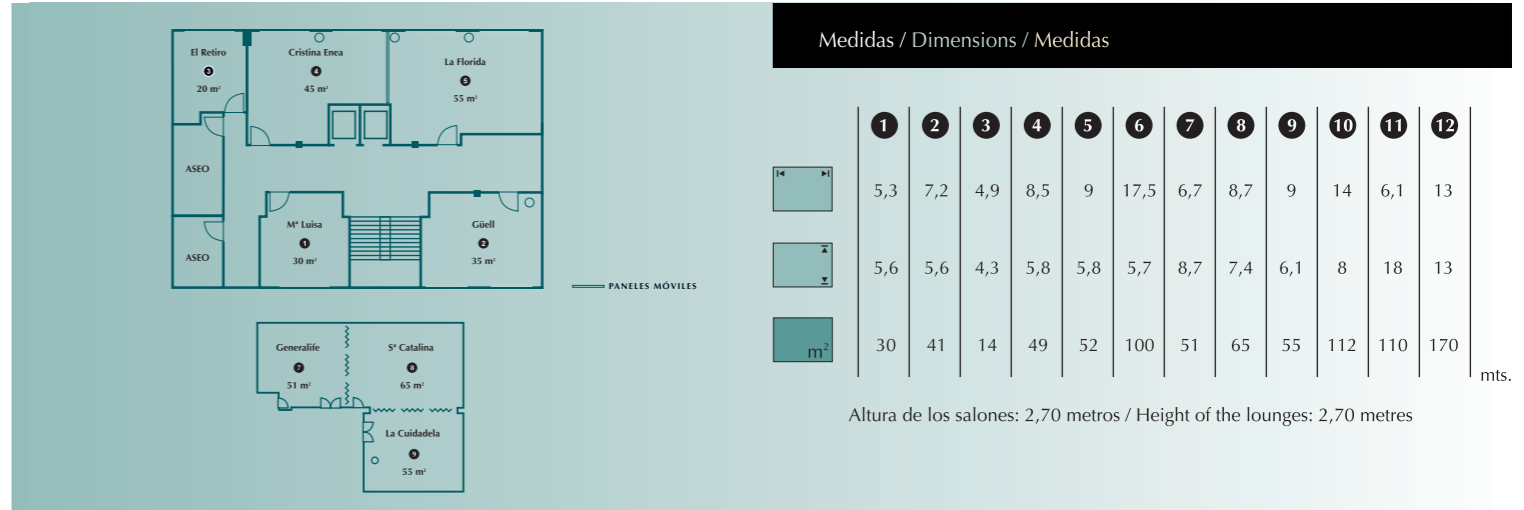 El Retiro
3
20 m²
Cristina Enea
4
45 m²
La Florida
5
55 m²
ASEO
ASEO
Mª Luisa
1
30 m²
Güell
2
35 m²
PANELES MÓVILES
Generalife
7
51 m²
Sª Catalina
8
65 m²
La Cuidadela
9
55 m²
Medidas / Dimensions / Medidas
1 2 3 4 5 6 7 8 9 10 11 12
5,3 7,2 4,9 8,5 9 17,5 6,7 8,7 9 14 6,1 13
5,6 5,6 4,3 5,8 5,8 5,7 8,7 7,4 6,1 8 18 13
m² 30 41 14 49 52 100 51 65 55 112 110 170
mts.
Altura de los salones: 2,70 metros / Height of the lounges: 2,70 metres